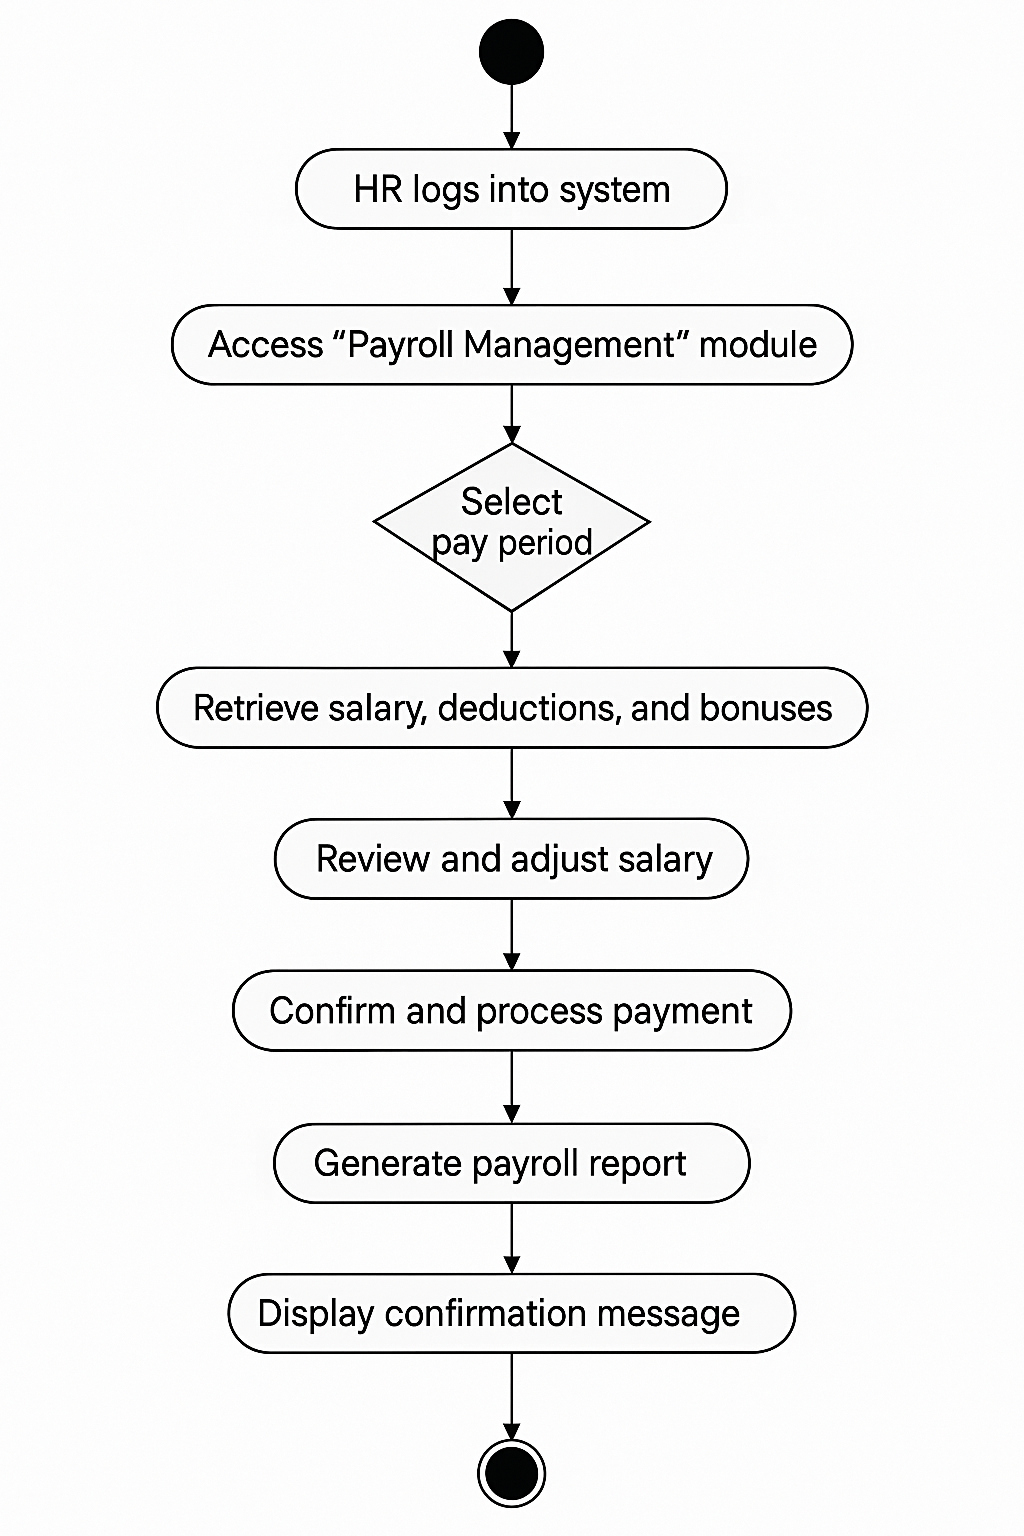 HR logs into system
Access “Payroll Management” module
Select
pay period
Retrieve salary, deductions, and bonuses
Review and adjust salary
Confirm and process payment
Generate payroll report
Display confirmation message